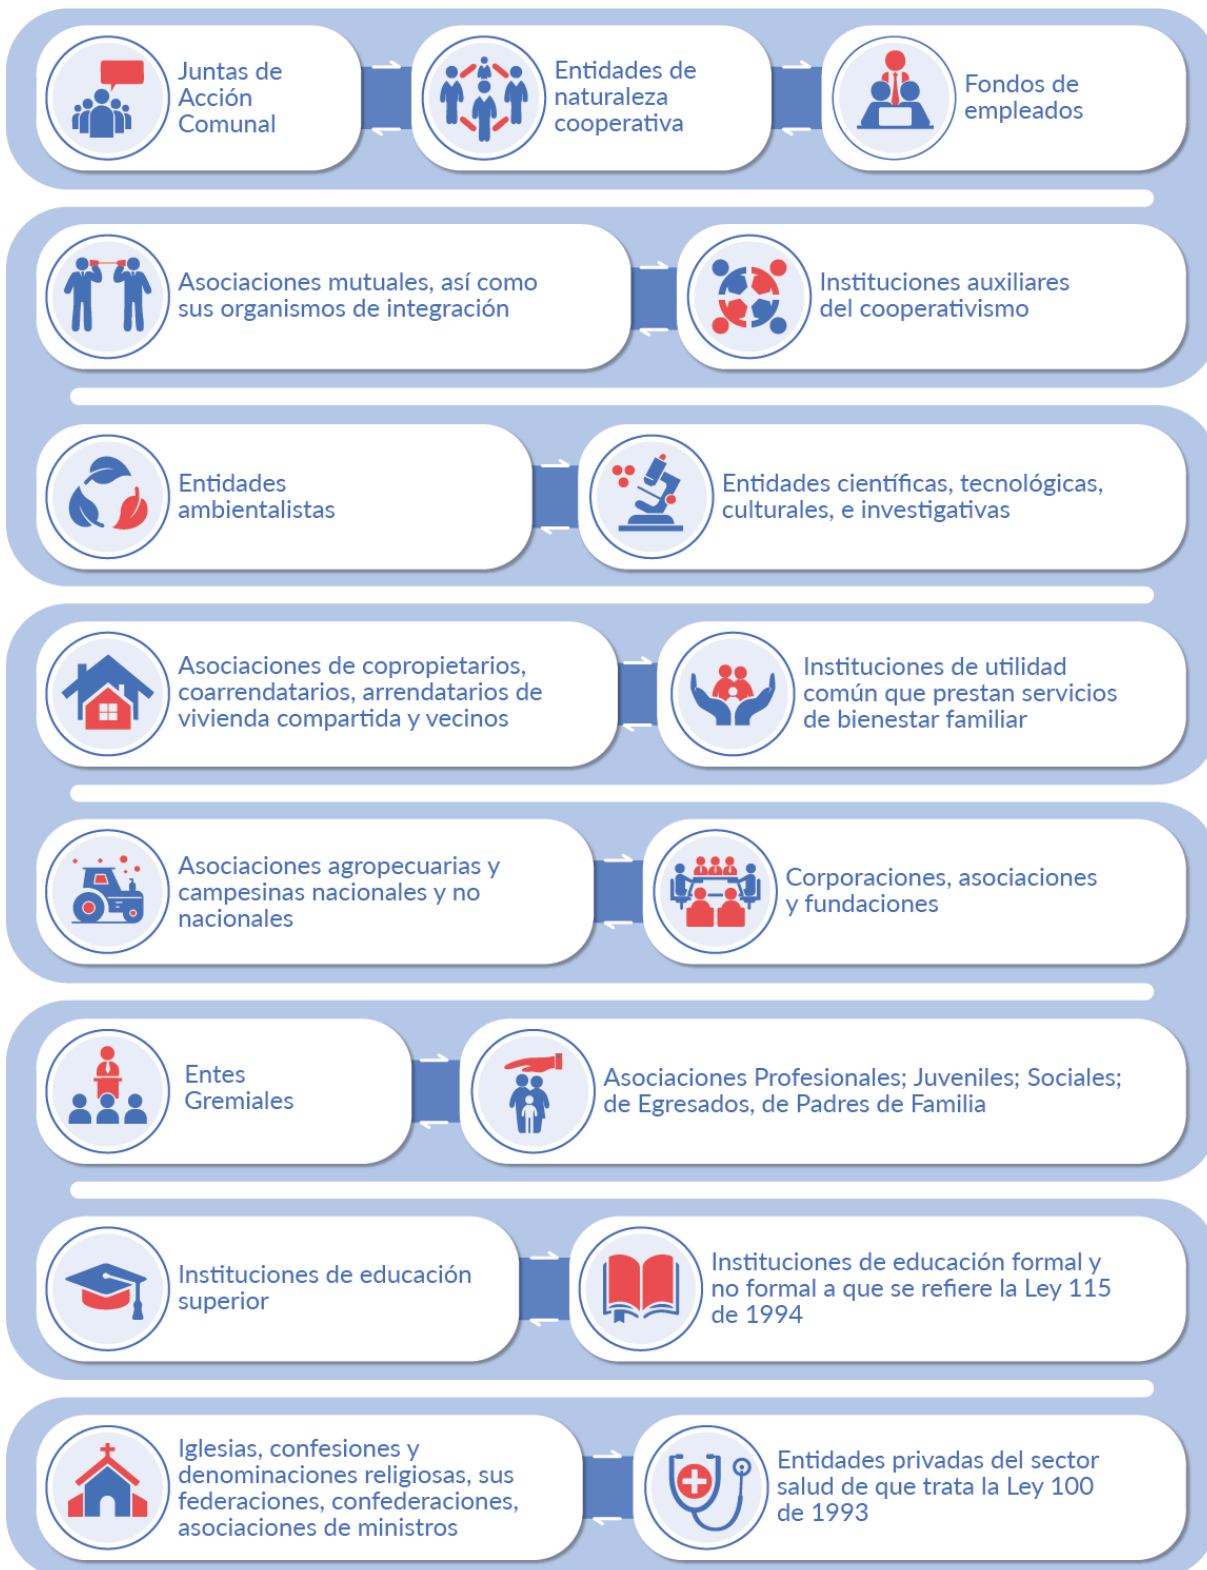 Juntas de
Acción
Comunal
Entidades de
naturaleza
cooperativa
Fondos de
empleados
Asociaciones mutuales, así como
sus organismos de integración
Instituciones auxiliares
del cooperativismo
Entidades
ambientalistas
Entidades científicas, tecnológicas,
culturales, e investigativas
Asociaciones de copropietarios,
coarrendatarios, arrendatarios de
vivienda compartida y vecinos
Instituciones de utilidad
común que prestan servicios
de bienestar familiar
Asociaciones agropecuarias y
campesinas nacionales y no
nacionales
Corporaciones, asociaciones
y fundaciones
Entes
Gremiales
Asociaciones Profesionales; Juveniles; Sociales;
de Egresados, de Padres de Familia
Instituciones de educación
superior
Instituciones de educación formal y
no formal a que se refiere la Ley 115
de 1994
Iglesias, confesiones y
denominaciones religiosas, sus
federaciones, confederaciones,
asociaciones de ministros
Entidades privadas del sector
salud de que trata la Ley 100
de 1993